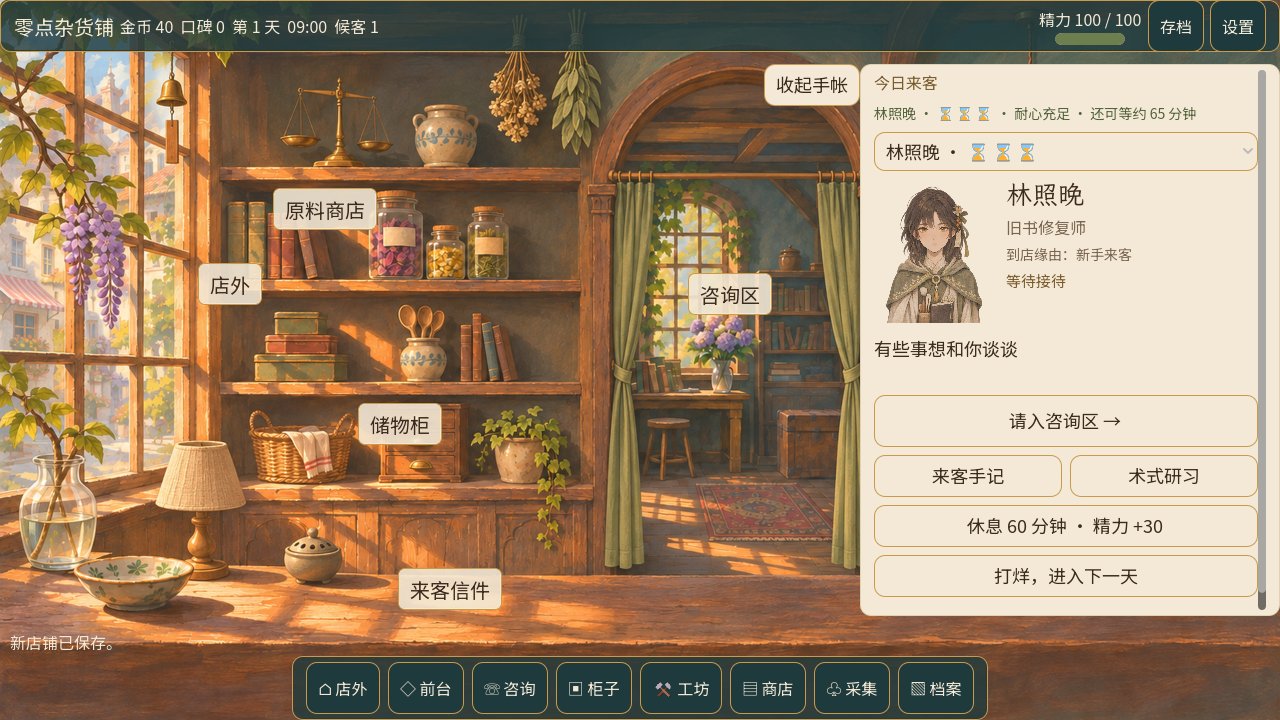 零点杂货铺 金币 40 口碑 0 第 1 天 09:00 候客 1
精力 100 / 100
存档
设置
收起手帐
今日来客
林照晚 · ⌛⌛⌛ · 耐心充足 · 还可等约 65 分钟
林照晚 · ⌛⌛⌛
林照晚
旧书修复师
到店缘由：新手来客
等待接待
有些事想和你谈谈
请入咨询区 →
来客手记
术式研习
休息 60 分钟 · 精力 +30
打烊，进入下一天
原料商店
店外
咨询区
储物柜
来客信件
新店铺已保存。
店外
前台
咨询
柜子
工坊
商店
采集
档案